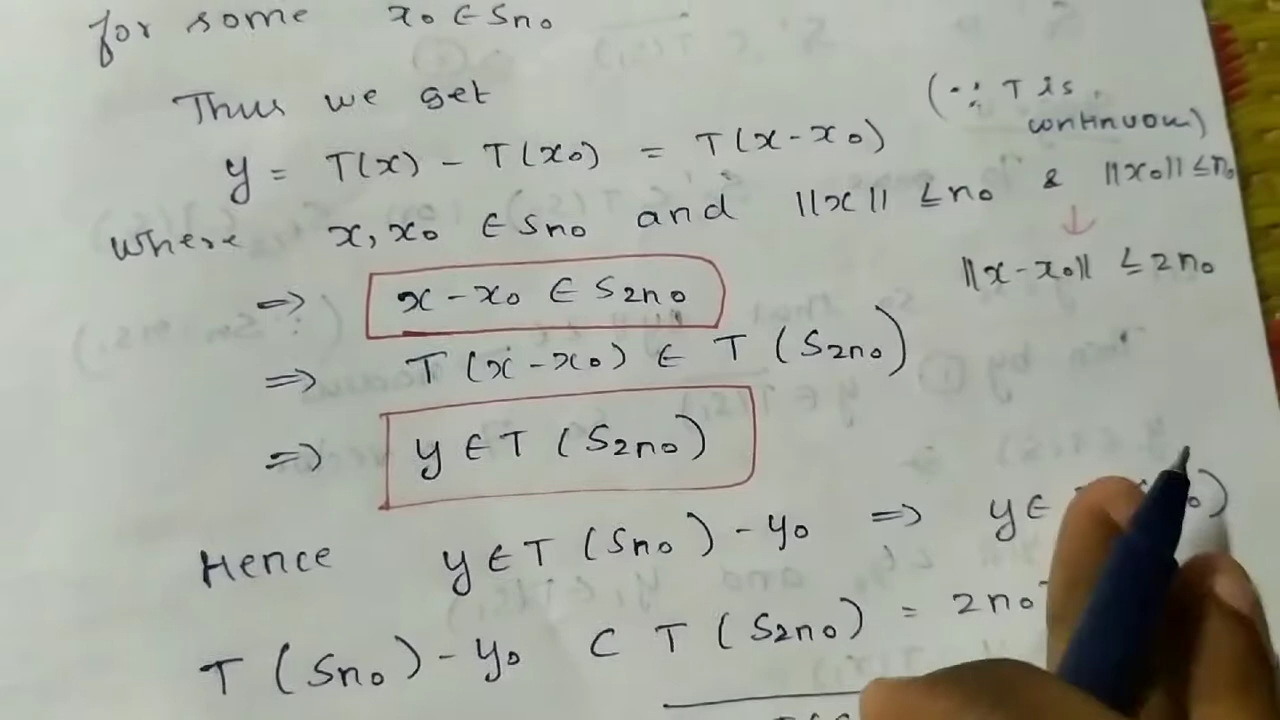 for some x₀ ∈ Sn₀
Thus we get
y = T(x) - T(x₀) = T(x-x₀) (∵ T is continuous)
where x, x₀ ∈ Sn₀ and ||x|| ≤ n₀ & ||x₀|| ≤ n₀
↓
||x-x₀|| ≤ 2n₀
⇒ x-x₀ ∈ S₂n₀
⇒ T(x-x₀) ∈ T(S₂n₀)
⇒ y ∈ T(S₂n₀)
Hence y ∈ T(Sn₀) - y₀ ⇒ y ∈
T(Sn₀) - y₀ ⊂ T(S₂n₀) = 2n₀